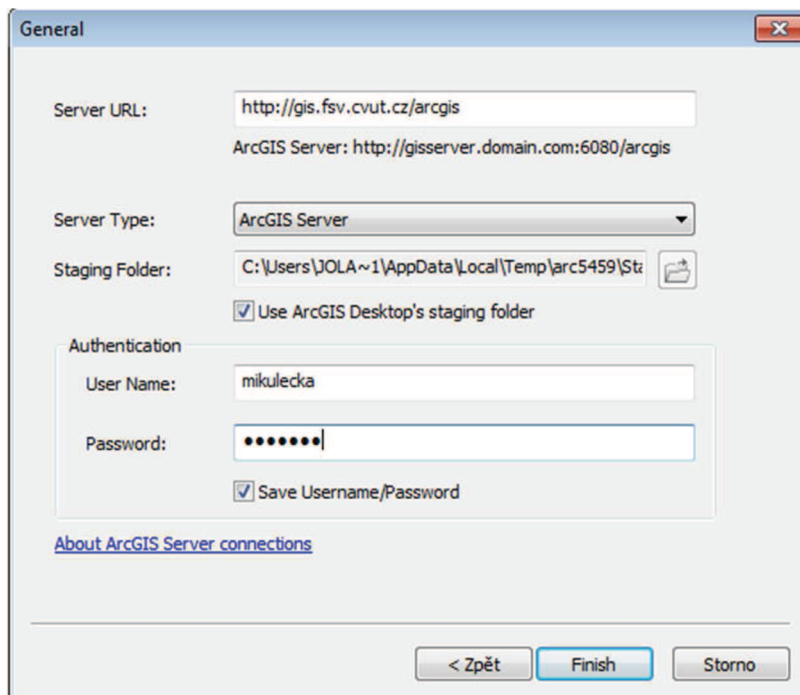 General
Server URL: http://gis.fsv.cvut.cz/arcgis
ArcGIS Server: http://gisserver.domain.com:6080/arcgis
Server Type: ArcGIS Server
Staging Folder: C:\Users\JOLA~1\AppData\Local\Temp\arc5459\Sta
Use ArcGIS Desktop's staging folder
Authentication
User Name: mikulecka
Password: •••••••
Save Username/Password
About ArcGIS Server connections
< Zpět Finish Storno